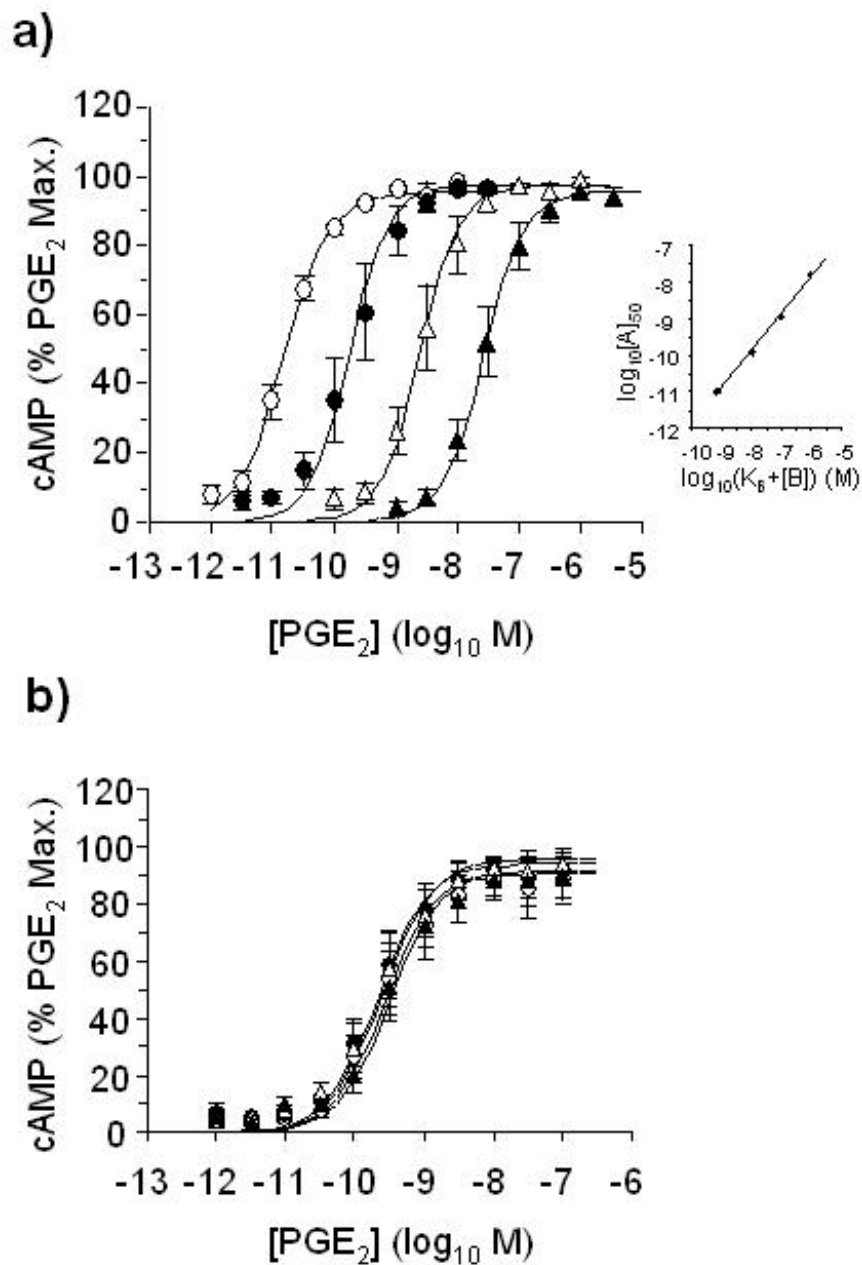 a)
cAMP (% PGE₂ Max.)
120
100
80
60
40
20
0
-13 -12 -11 -10 -9 -8 -7 -6 -5
[PGE₂] (log₁₀ M)
log₁₀[A]₅₀
-7
-8
-9
-10
-11
-12
-10 -9 -8 -7 -6 -5
log₁₀(K_B+[B]) (M)
b)
cAMP (% PGE₂ Max.)
120
100
80
60
40
20
0
-13 -12 -11 -10 -9 -8 -7 -6
[PGE₂] (log₁₀ M)